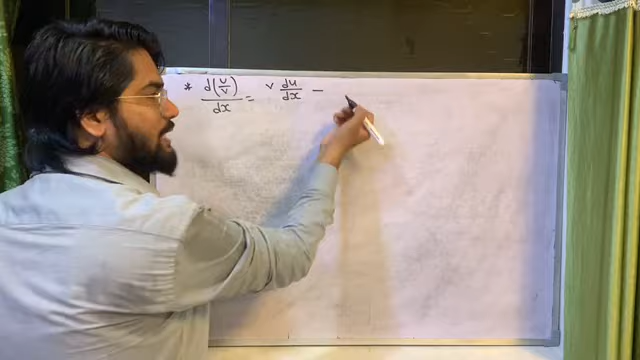 * d(u/v)/dx = v du/dx −